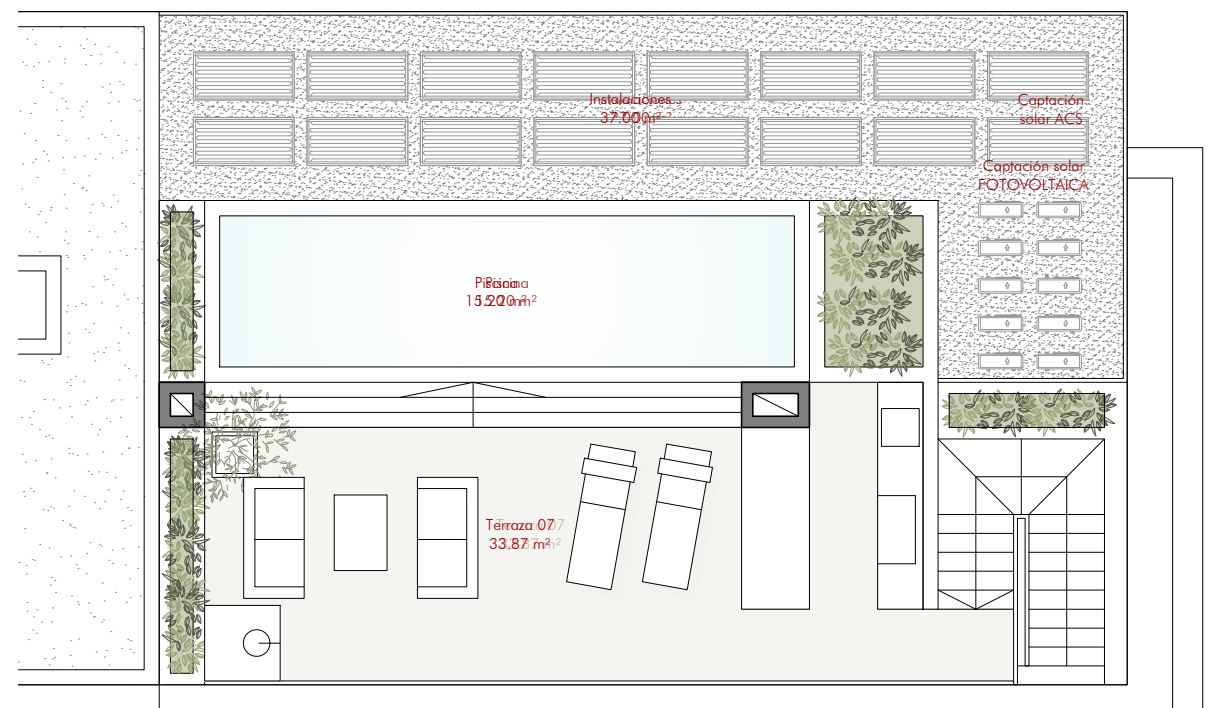 Instalaciones
37.00 m²
Captación
solar ACS
Captación solar
FOTOVOLTAICA
Piscina
15.20 m²
Terraza 07
33.87 m²